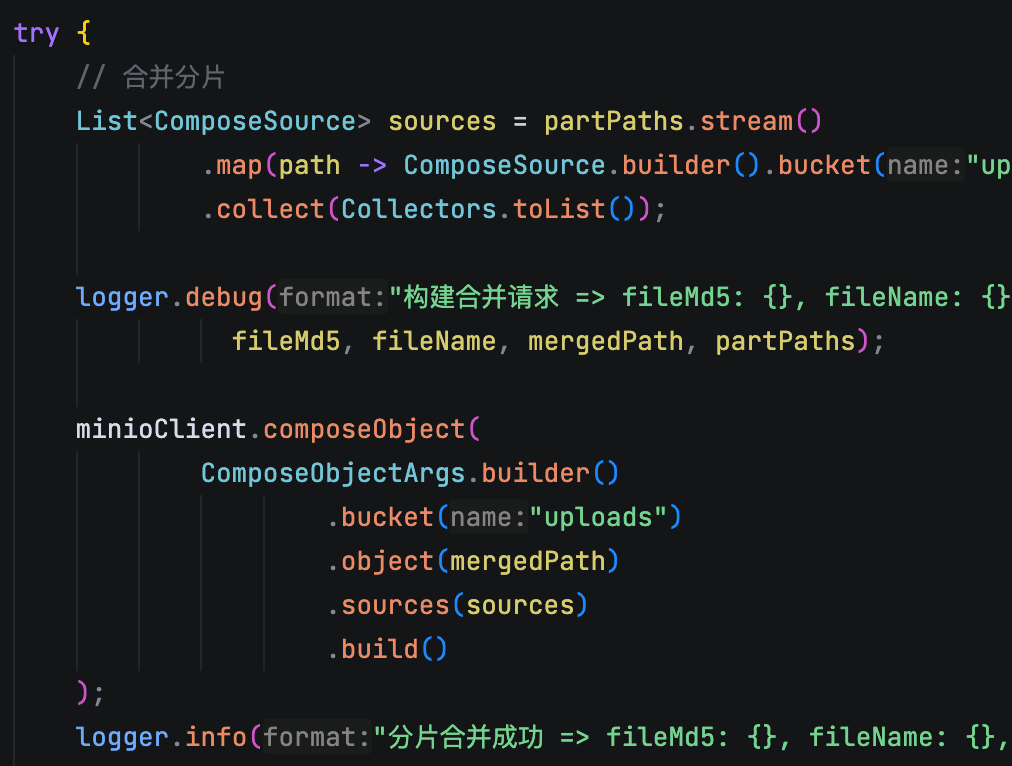 try {
// 合并分片
List<ComposeSource> sources = partPaths.stream()
.map(path -> ComposeSource.builder().bucket( name: "up
.collect(Collectors.toList());
logger.debug( format: "构建合并请求 => fileMd5: {}, fileName: {}
fileMd5, fileName, mergedPath, partPaths);
minioClient.composeObject(
ComposeObjectArgs.builder()
.bucket( name: "uploads")
.object(mergedPath)
.sources(sources)
.build()
);
logger.info( format: "分片合并成功 => fileMd5: {}, fileName: {},